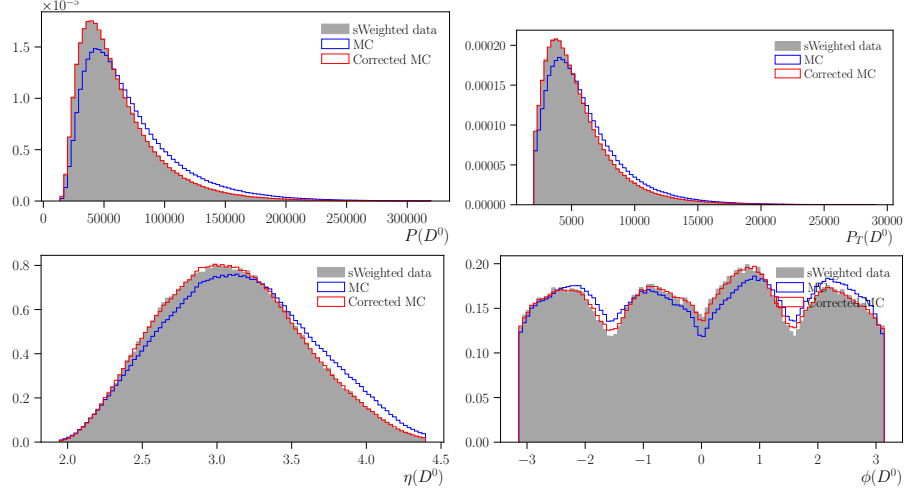 ×10⁻⁵
1.5
1.0
0.5
0.0
sWeighted data
MC
Corrected MC
0 50000 100000 150000 200000 250000 300000
P(D⁰)
0.00020
0.00015
0.00010
0.00005
0.00000
sWeighted data
MC
Corrected MC
5000 10000 15000 20000 25000 30000
P_T(D⁰)
0.8
0.6
0.4
0.2
0.0
sWeighted data
MC
Corrected MC
2.0 2.5 3.0 3.5 4.0 4.5
η(D⁰)
0.20
0.15
0.10
0.05
0.00
sWeighted data
MC
Corrected MC
−3 −2 −1 0 1 2 3
ϕ(D⁰)